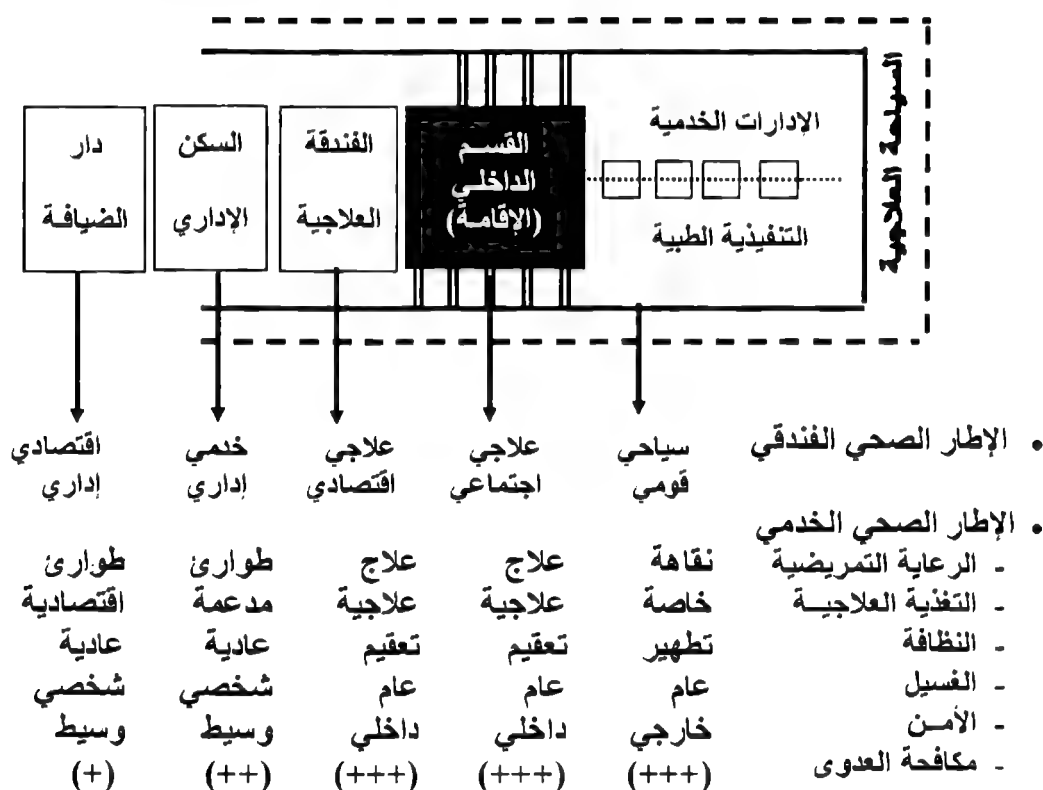 السياحة العلاجية
الإدارات الخدمية
التنفيذية الطبية
القسم
الداخلي
(الإقامة)
الفندقة
العلاجية
السكن
الإداري
دار
الضيافة
• الإطار الصحي الفندقي سياحي علاجي علاجي خدمي اقتصادي
قومي اجتماعي اقتصادي إداري إداري
• الإطار الصحي الخدمي
- الرعاية التمريضية نقاهة علاج علاج طوارئ طوارئ
- التغذية العلاجيــة خاصة علاجية علاجية مدعمة اقتصادية
- النظافة تطهير تعقيم تعقيم عادية عادية
- الغسيل عام عام عام شخصي شخصي
- الأمــن خارجي داخلي داخلي وسيط وسيط
- مكافحة العدوى (+++) (+++) (+++) (++) (+)